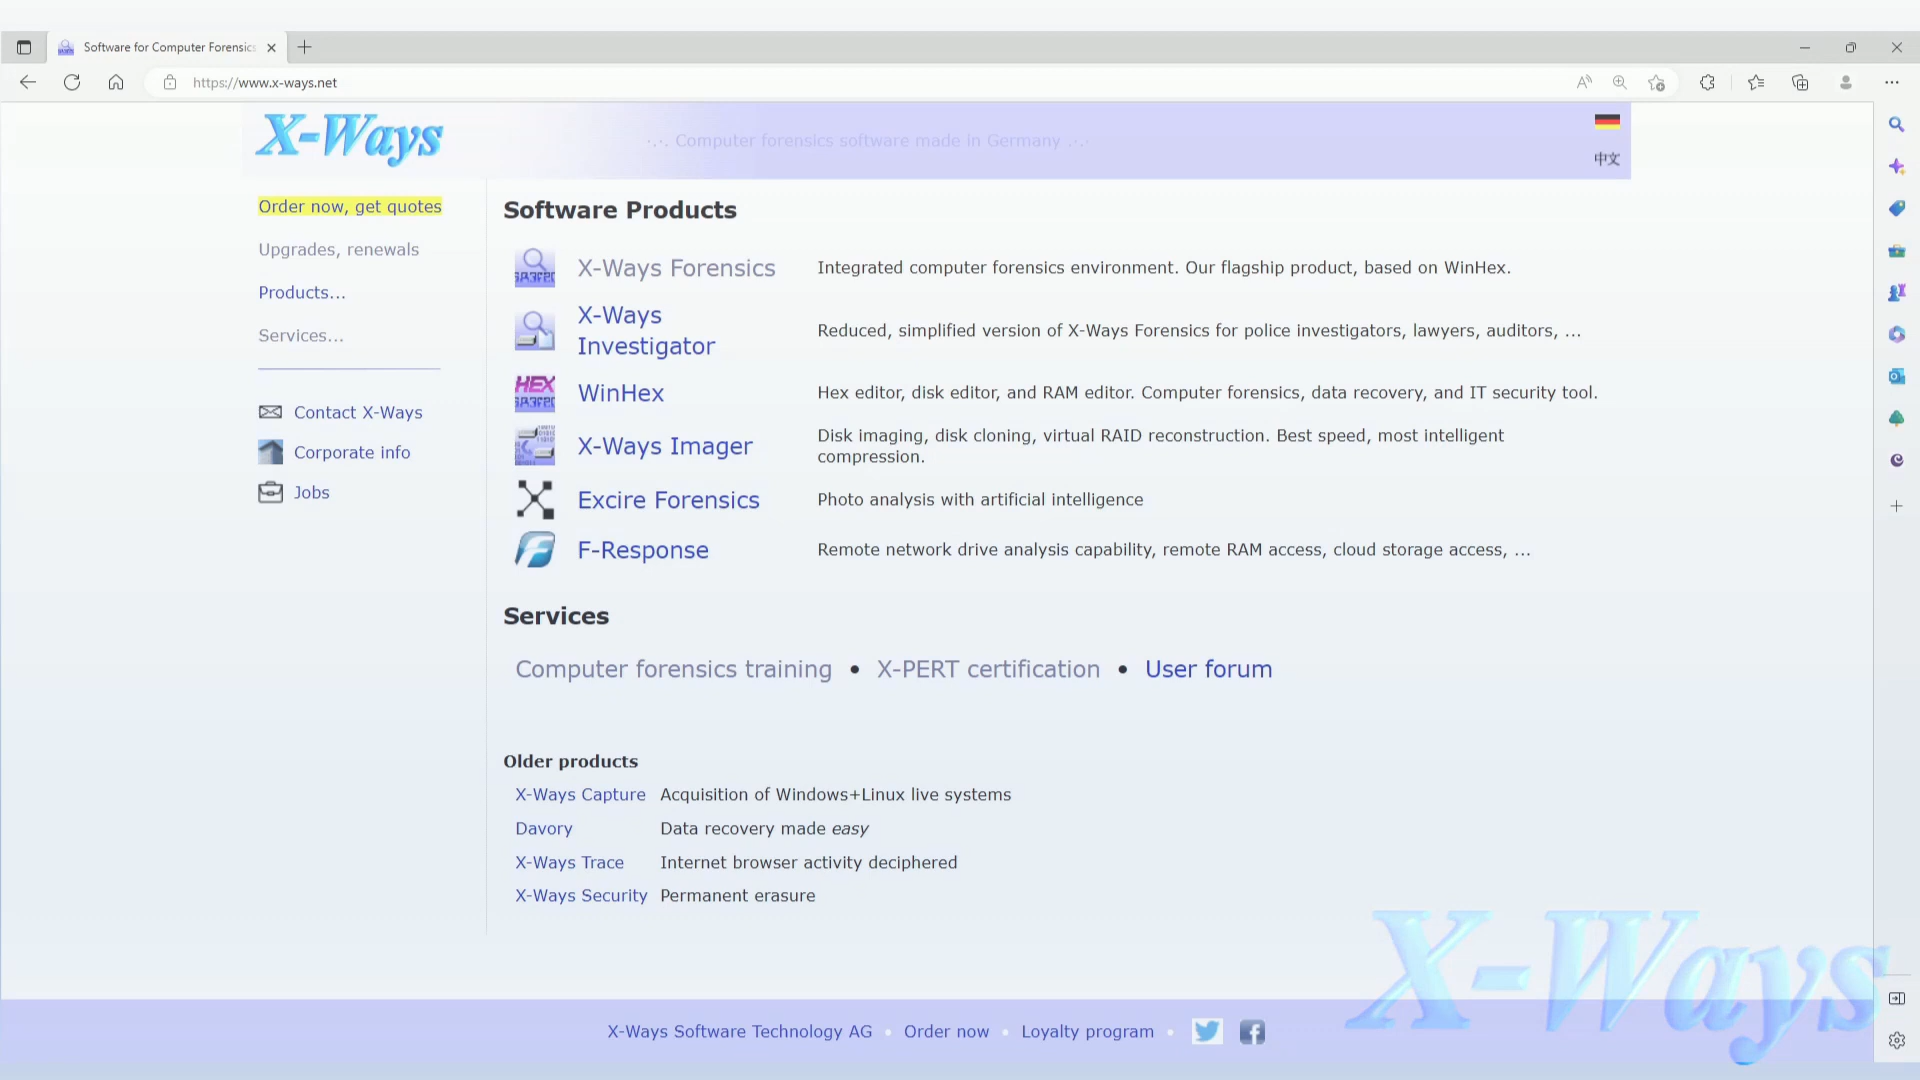 Software for Computer Forensics
https://www.x-ways.net
X-Ways
.·. Computer forensics software made in Germany .·.
中文
Order now, get quotes
Upgrades, renewals
Products...
Services...
Contact X-Ways
Corporate info
Jobs
Software Products
X-Ways Forensics
Integrated computer forensics environment. Our flagship product, based on WinHex.
X-Ways
Investigator
Reduced, simplified version of X-Ways Forensics for police investigators, lawyers, auditors, ...
HEX
WinHex
Hex editor, disk editor, and RAM editor. Computer forensics, data recovery, and IT security tool.
X-Ways Imager
Disk imaging, disk cloning, virtual RAID reconstruction. Best speed, most intelligent
compression.
Excire Forensics
Photo analysis with artificial intelligence
F-Response
Remote network drive analysis capability, remote RAM access, cloud storage access, ...
Services
Computer forensics training • X-PERT certification • User forum
Older products
X-Ways Capture Acquisition of Windows+Linux live systems
Davory Data recovery made easy
X-Ways Trace Internet browser activity deciphered
X-Ways Security Permanent erasure
X-Ways
X-Ways Software Technology AG • Order now • Loyalty program •